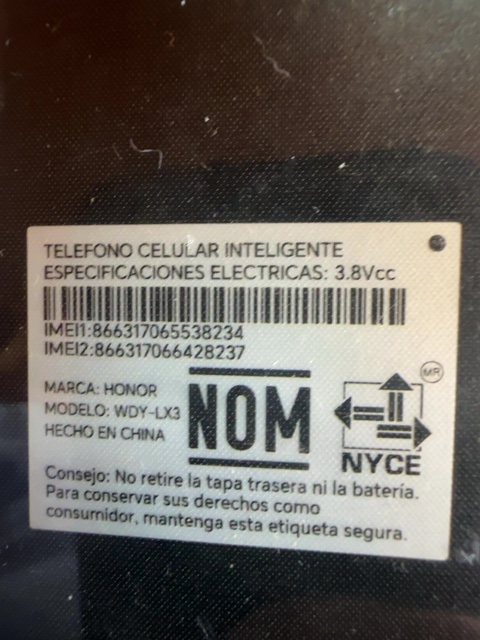 TELEFONO CELULAR INTELIGENTE
ESPECIFICACIONES ELECTRICAS: 3.8Vcc
IMEI1:866317065538234
IMEI2:866317066428237
MARCA: HONOR
MODELO: WDY-LX3
HECHO EN CHINA
NOM
MR
NYCE
Consejo: No retire la tapa trasera ni la batería.
Para conservar sus derechos como
consumidor, mantenga esta etiqueta segura.